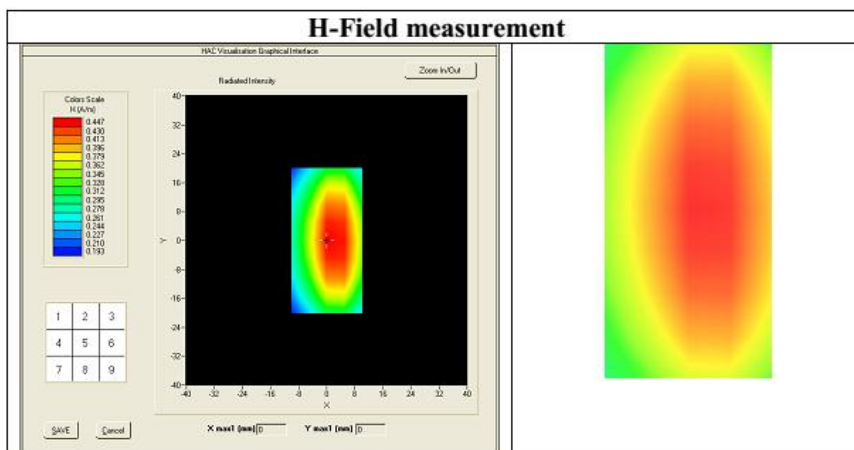 H-Field measurement
HAC Visualisation Graphical Interface
Zoom In/Out
Radiated Intensity
Colors Scale
H (A/m)
0.447
0.430
0.413
0.396
0.379
0.362
0.345
0.328
0.312
0.295
0.278
0.261
0.244
0.227
0.210
0.193
40
32
24
16
8
0
-8
-16
-24
-32
-40
Y
-40 -32 -24 -16 -8 0 8 16 24 32 40
X
1 2 3
4 5 6
7 8 9
SAVE Cancel
X max1 (mm) 0 Y max1 (mm) 0